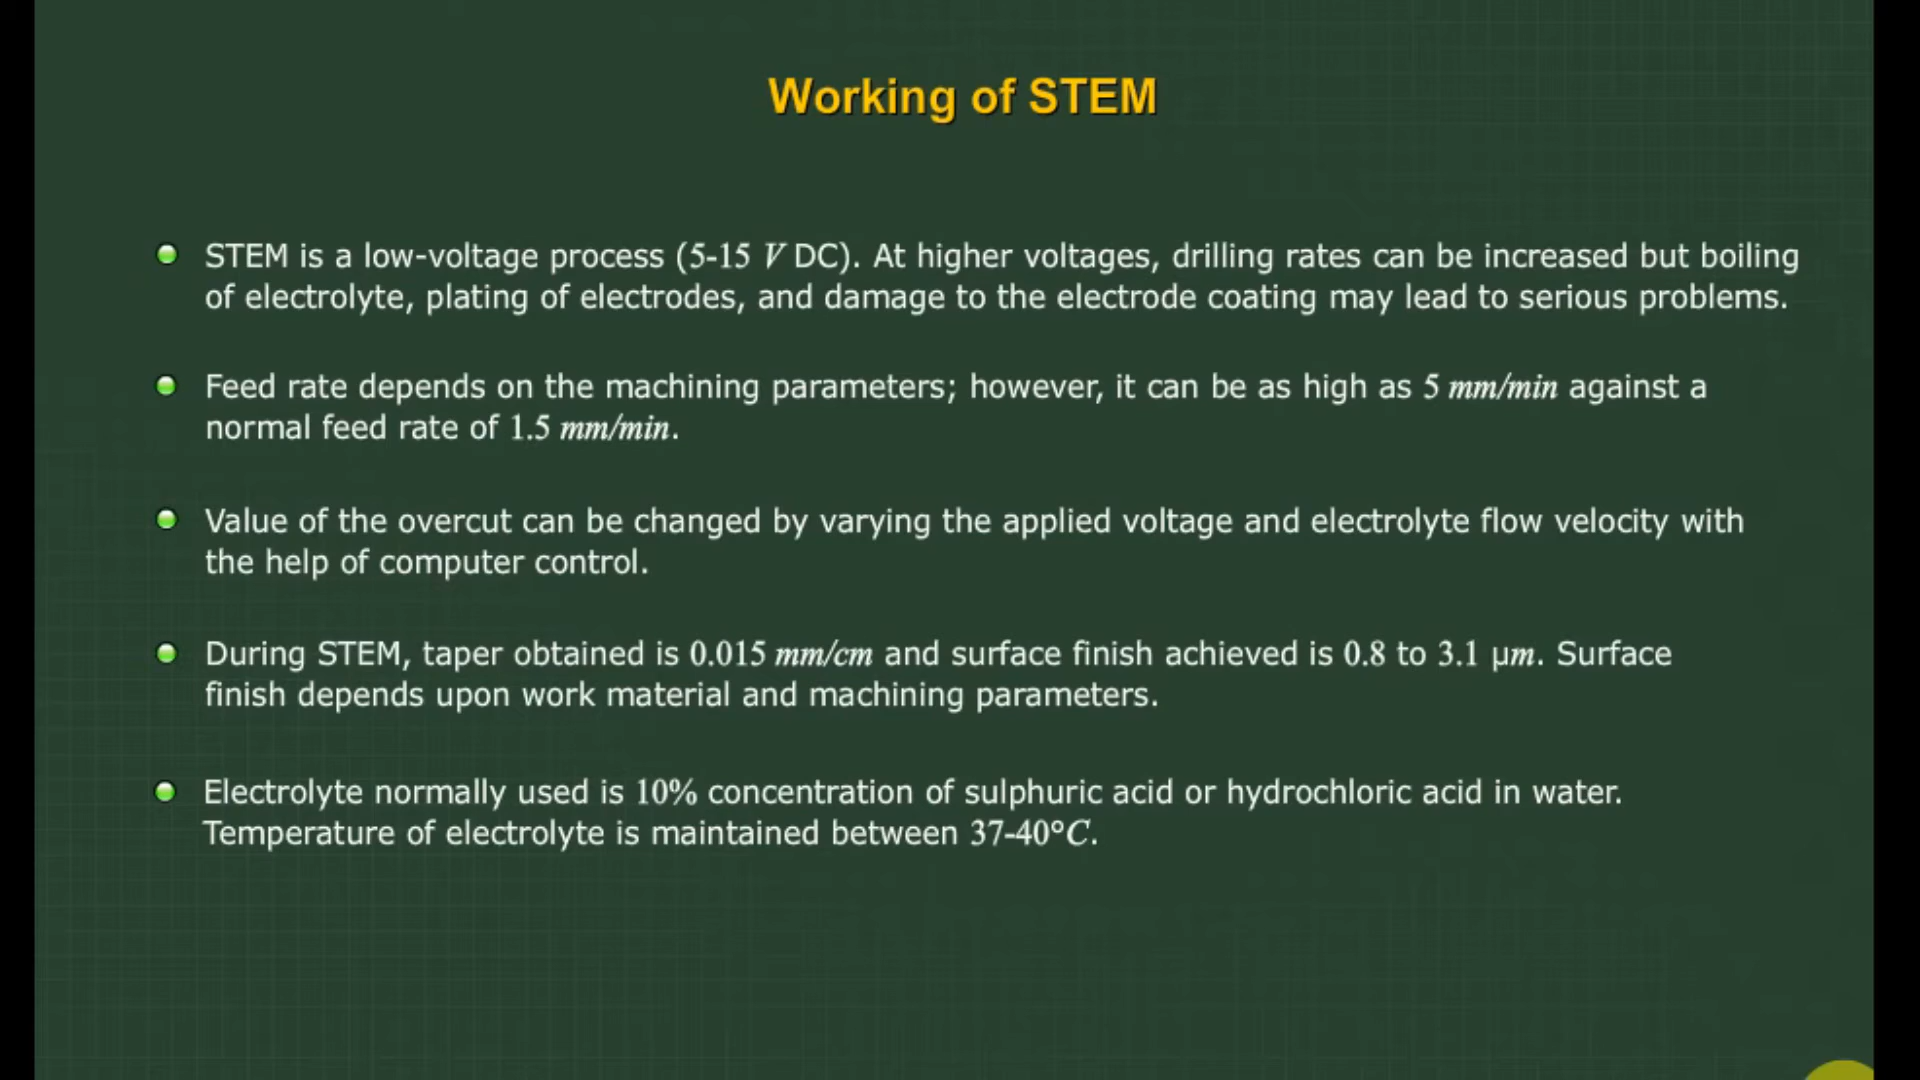 Working of STEM
STEM is a low-voltage process (5-15 V DC). At higher voltages, drilling rates can be increased but boiling
of electrolyte, plating of electrodes, and damage to the electrode coating may lead to serious problems.
Feed rate depends on the machining parameters; however, it can be as high as 5 mm/min against a
normal feed rate of 1.5 mm/min.
Value of the overcut can be changed by varying the applied voltage and electrolyte flow velocity with
the help of computer control.
During STEM, taper obtained is 0.015 mm/cm and surface finish achieved is 0.8 to 3.1 μm. Surface
finish depends upon work material and machining parameters.
Electrolyte normally used is 10% concentration of sulphuric acid or hydrochloric acid in water.
Temperature of electrolyte is maintained between 37-40°C.